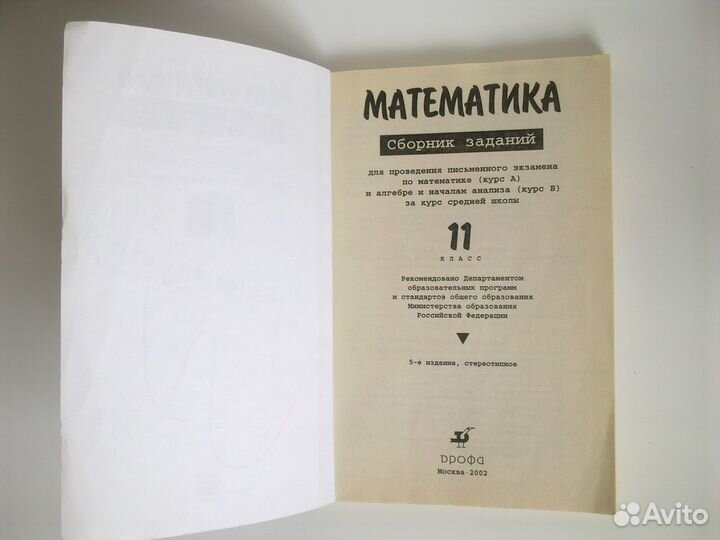 МАТЕМАТИКА
Сборник заданий
для проведения письменного экзамена
по математике (курс А)
и алгебре и началам анализа (курс Б)
за курс средней школы
11
КЛАСС
Рекомендовано Департаментом
образовательных программ
и стандартов общего образования
Министерства образования
Российской Федерации
5-е издание, стереотипное
дрофа
Москва·2002
Avito